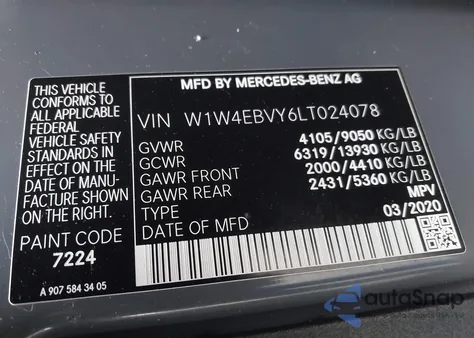 MFD BY MERCEDES-BENZ AG
THIS VEHICLE
CONFORMS TO
ALL APPLICABLE
FEDERAL MOTOR
VEHICLE SAFETY
STANDARDS IN
EFFECT ON THE
DATE OF MANU-
FACTURE SHOWN
ON THE RIGHT.
PAINT CODE
7224
A 907 584 34 05
VIN W1W4EBVY6LT024078
GVWR 4105/9050 KG/LB
GCWR 6319/13930 KG/LB
GAWR FRONT 2000/4410 KG/LB
GAWR REAR 2431/5360 KG/LB
TYPE MPV
DATE OF MFD 03/2020
autoSnap